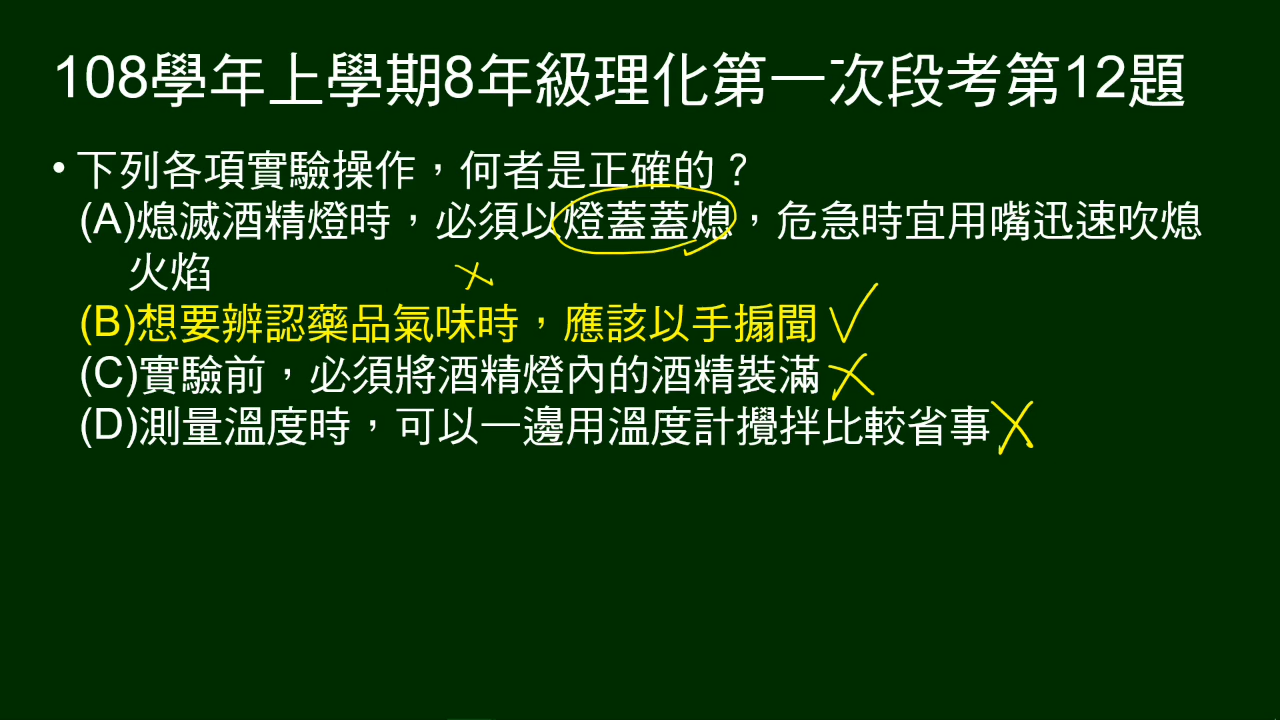 108學年上學期8年級理化第一次段考第12題
• 下列各項實驗操作，何者是正確的？
(A)熄滅酒精燈時，必須以燈蓋蓋熄，危急時宜用嘴迅速吹熄
火焰
(B)想要辨認藥品氣味時，應該以手搧聞
(C)實驗前，必須將酒精燈內的酒精裝滿
(D)測量溫度時，可以一邊用溫度計攪拌比較省事